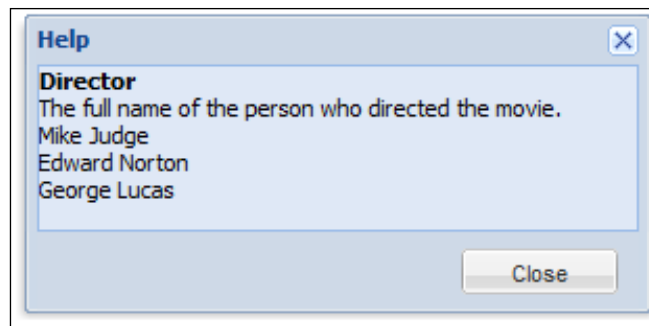 Help
Director
The full name of the person who directed the movie.
Mike Judge
Edward Norton
George Lucas
Close